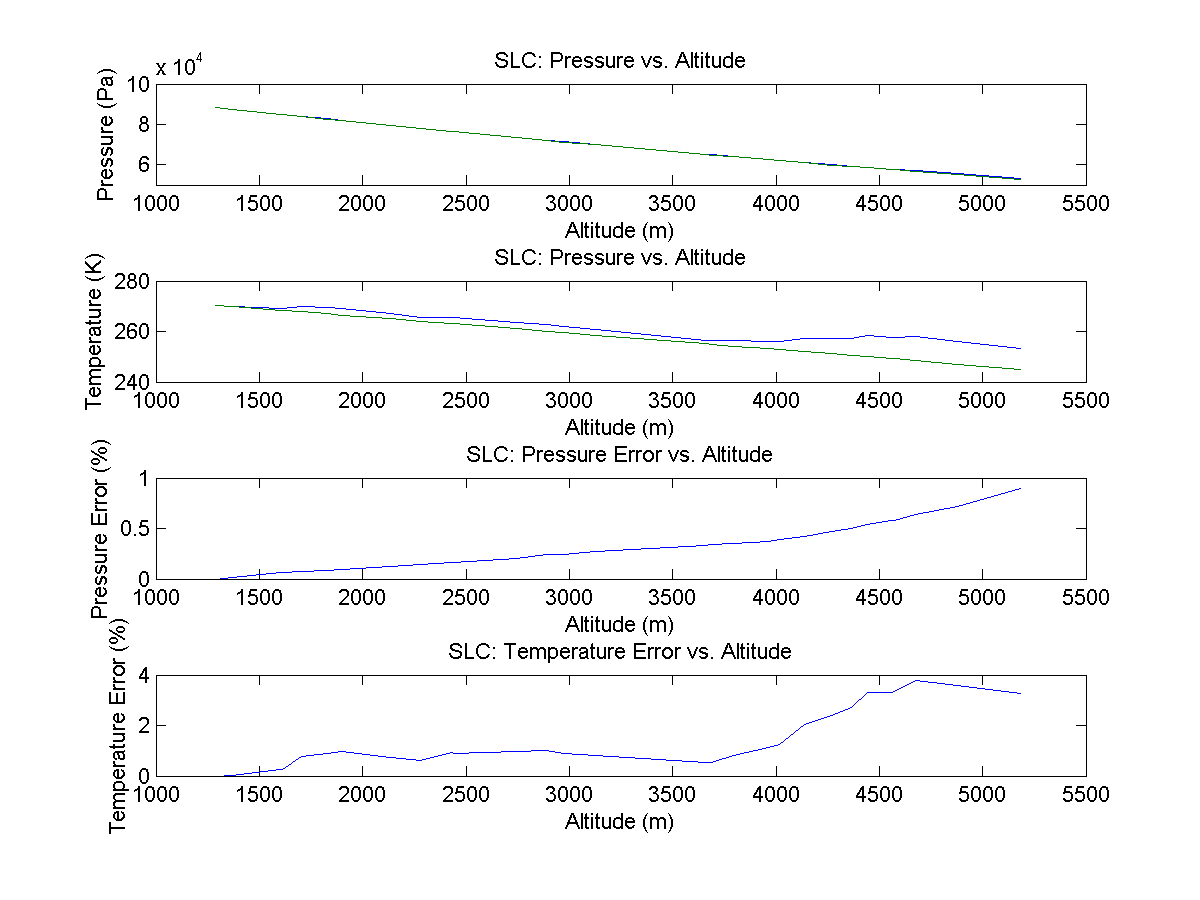 SLC: Pressure vs. Altitude
x 10^4
Pressure (Pa)
10
8
6
1000 1500 2000 2500 3000 3500 4000 4500 5000 5500
Altitude (m)
SLC: Pressure vs. Altitude
Temperature (K)
280
260
240
1000 1500 2000 2500 3000 3500 4000 4500 5000 5500
Altitude (m)
SLC: Pressure Error vs. Altitude
Pressure Error (%)
1
0.5
0
1000 1500 2000 2500 3000 3500 4000 4500 5000 5500
Altitude (m)
SLC: Temperature Error vs. Altitude
Temperature Error (%)
4
2
0
1000 1500 2000 2500 3000 3500 4000 4500 5000 5500
Altitude (m)